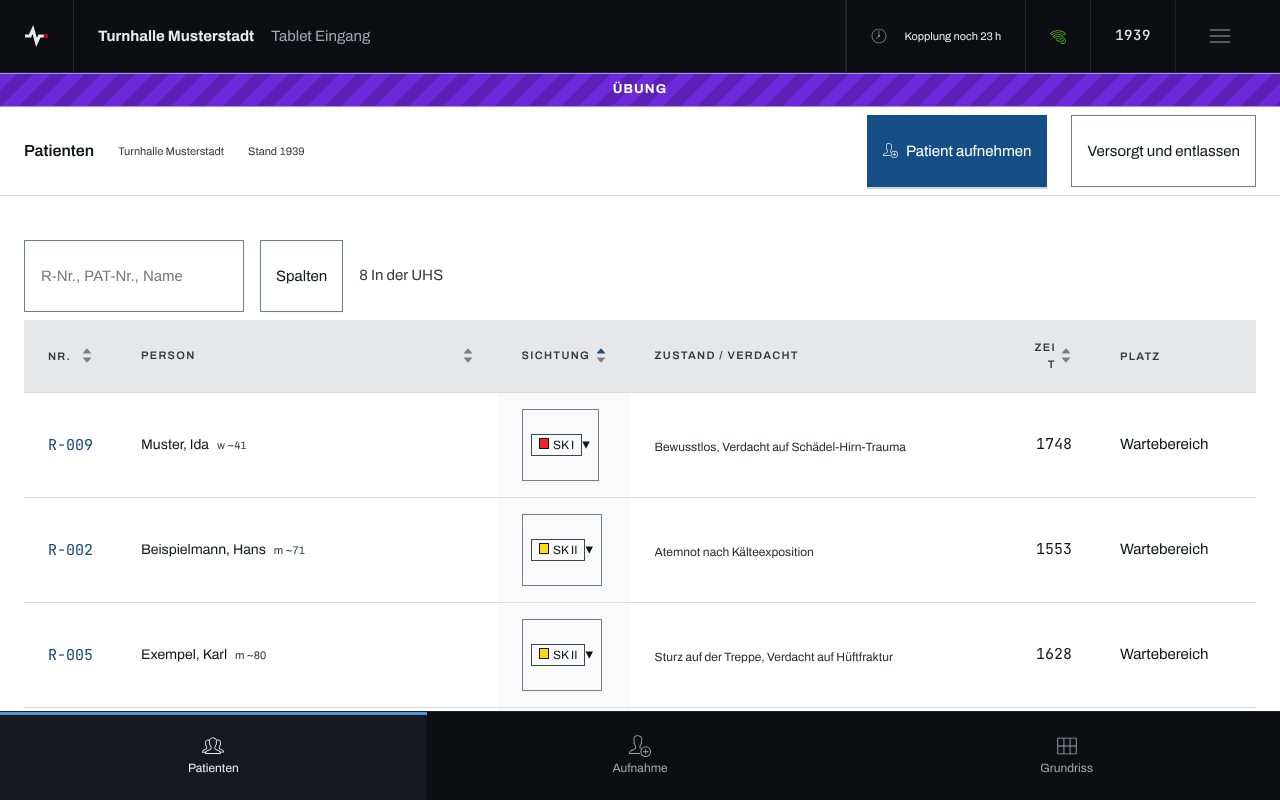 Turnhalle Musterstadt Tablet Eingang Kopplung noch 23 h 1939
ÜBUNG
Patienten Turnhalle Musterstadt Stand 1939 Patient aufnehmen Versorgt und entlassen
R-Nr., PAT-Nr., Name Spalten 8 In der UHS
NR. PERSON SICHTUNG ZUSTAND / VERDACHT ZEI
T PLATZ
R-009 Muster, Ida w ~41 SK I Bewusstlos, Verdacht auf Schädel-Hirn-Trauma 1748 Wartebereich
R-002 Beispielmann, Hans m ~71 SK II Atemnot nach Kälteexposition 1553 Wartebereich
R-005 Exempel, Karl m ~80 SK II Sturz auf der Treppe, Verdacht auf Hüftfraktur 1628 Wartebereich
Patienten Aufnahme Grundriss